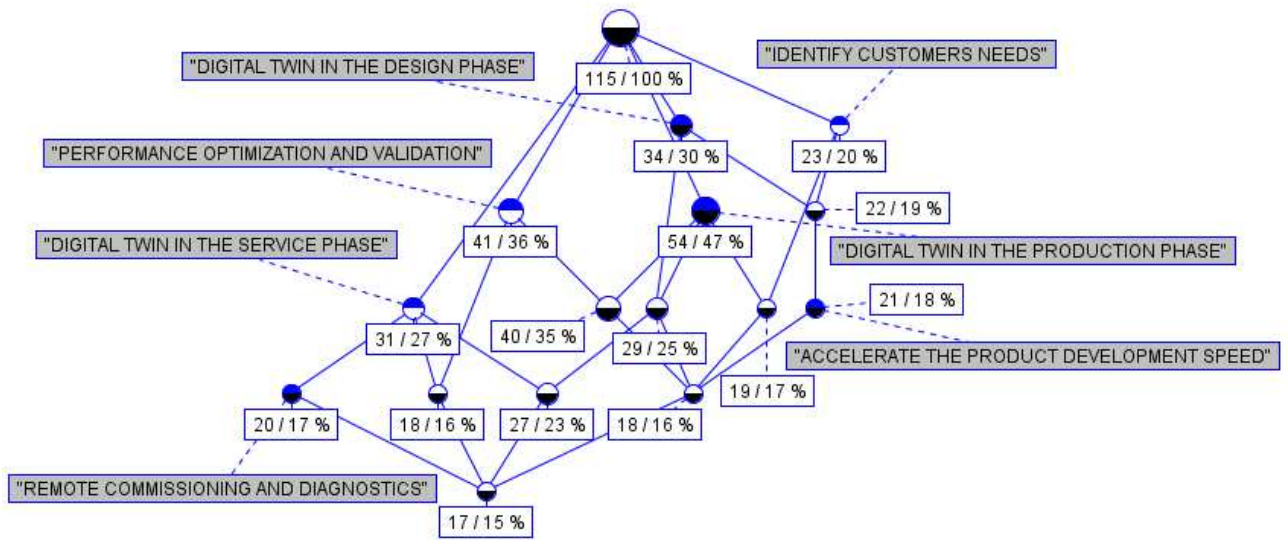 "IDENTIFY CUSTOMERS NEEDS"
"DIGITAL TWIN IN THE DESIGN PHASE"
115 / 100 %
"PERFORMANCE OPTIMIZATION AND VALIDATION"
34 / 30 %
23 / 20 %
22 / 19 %
"DIGITAL TWIN IN THE SERVICE PHASE"
41 / 36 %
54 / 47 %
"DIGITAL TWIN IN THE PRODUCTION PHASE"
21 / 18 %
31 / 27 %
40 / 35 %
29 / 25 %
"ACCELERATE THE PRODUCT DEVELOPMENT SPEED"
19 / 17 %
20 / 17 %
18 / 16 %
27 / 23 %
18 / 16 %
"REMOTE COMMISSIONING AND DIAGNOSTICS"
17 / 15 %